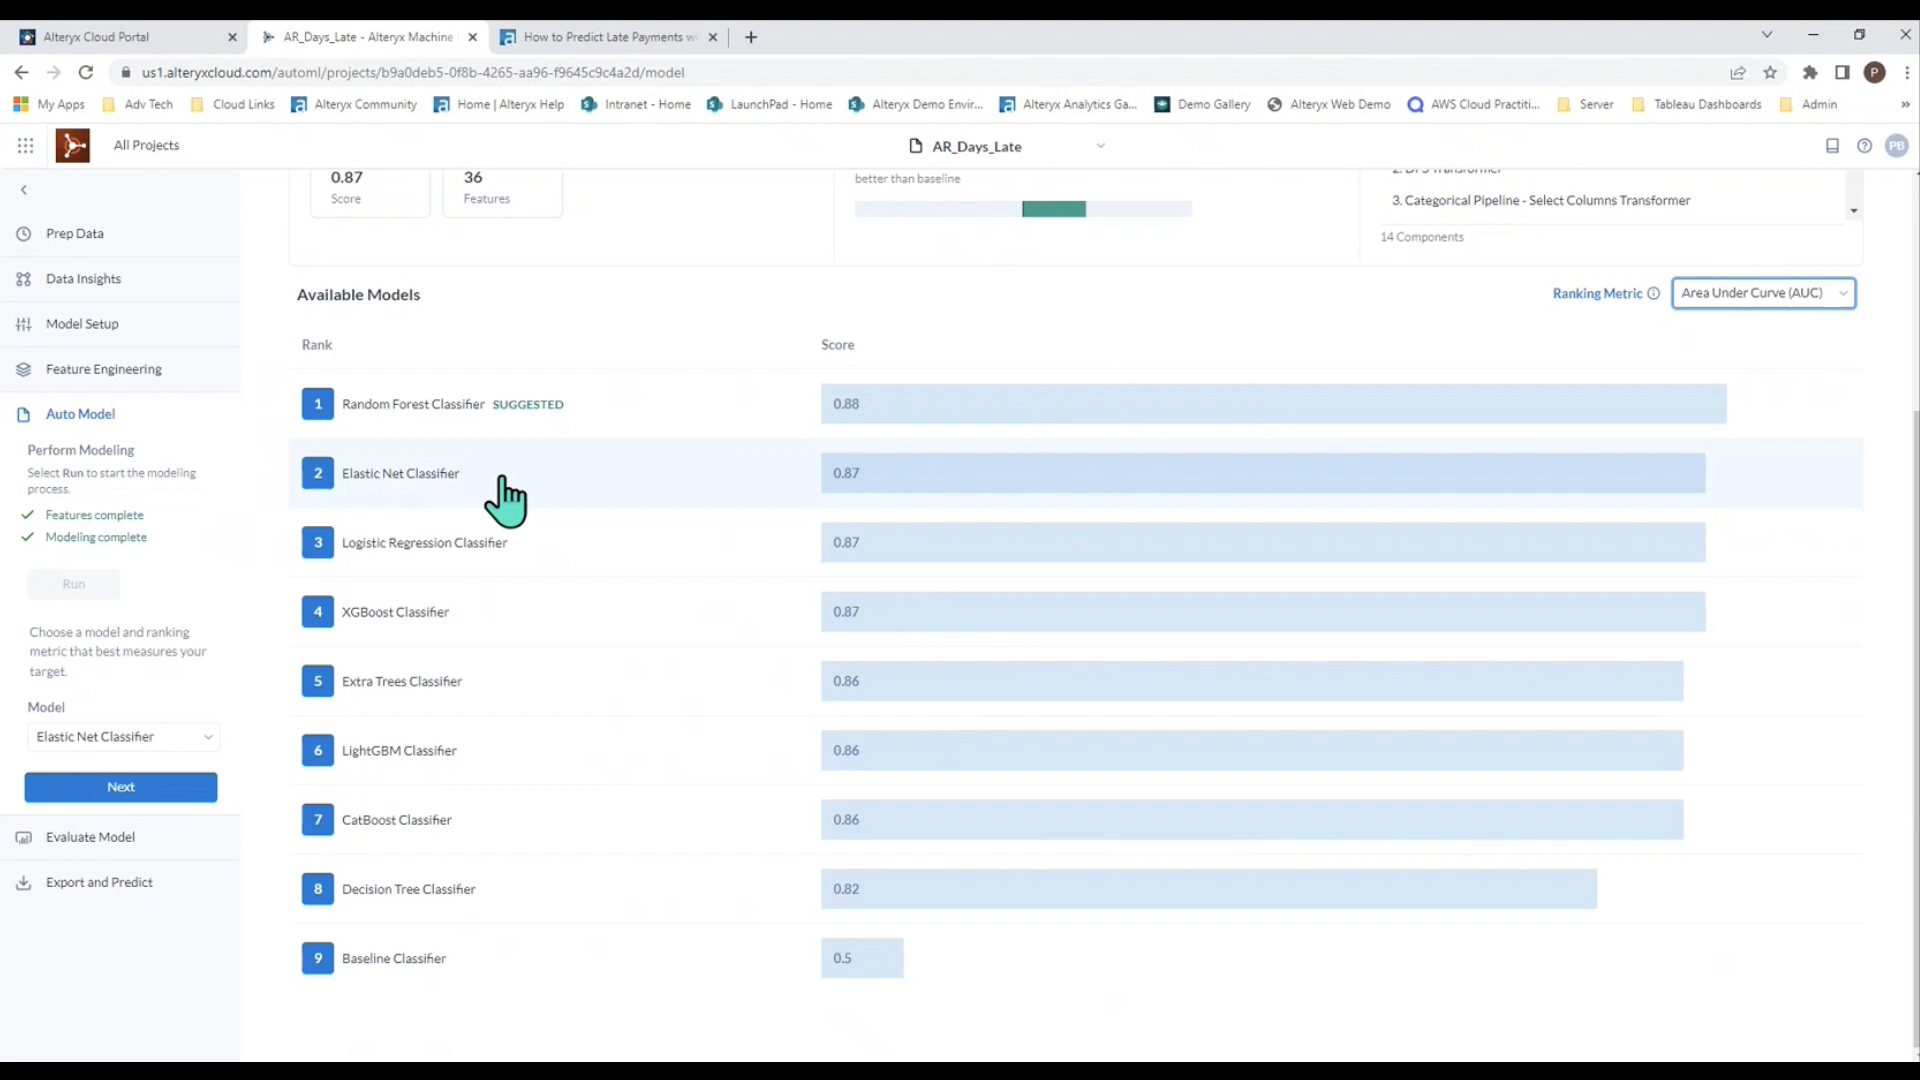 Alteryx Cloud Portal
AR_Days_Late - Alteryx Machine
How to Predict Late Payments w
us1.alteryxcloud.com/automl/projects/b9a0deb5-0f8b-4265-aa96-f9645c9c4a2d/model
P
My Apps
Adv Tech
Cloud Links
Alteryx Community
Home | Alteryx Help
Intranet - Home
LaunchPad - Home
Alteryx Demo Envir...
Alteryx Analytics Ga...
Demo Gallery
Alteryx Web Demo
AWS Cloud Practiti...
Server
Tableau Dashboards
Admin
»
All Projects
AR_Days_Late
PB
Prep Data
Data Insights
Model Setup
Feature Engineering
Auto Model
Perform Modeling
Select Run to start the modeling
process.
Features complete
Modeling complete
Run
Choose a model and ranking
metric that best measures your
target.
Model
Elastic Net Classifier
Next
Evaluate Model
Export and Predict
0.87
Score
36
Features
better than baseline
2. DFS Transformer
3. Categorical Pipeline - Select Columns Transformer
14 Components
Available Models
Ranking Metric
Area Under Curve (AUC)
Rank Score
1 Random Forest Classifier SUGGESTED 0.88
2 Elastic Net Classifier 0.87
3 Logistic Regression Classifier 0.87
4 XGBoost Classifier 0.87
5 Extra Trees Classifier 0.86
6 LightGBM Classifier 0.86
7 CatBoost Classifier 0.86
8 Decision Tree Classifier 0.82
9 Baseline Classifier 0.5